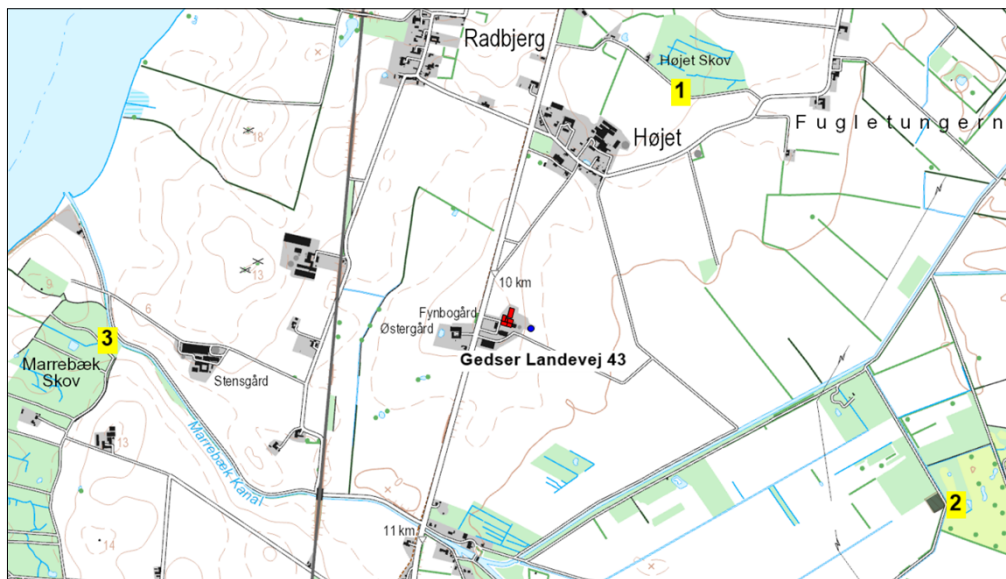 Radbjerg
Højet Skov
1
18
Højet
Fugletungern
13
10 km
9
6
Fynbogård
Østergård
3
Gedser Landevej 43
Marrebæk
Skov
Stensgård
13
Marrebæk Kanal
2
11 km
14